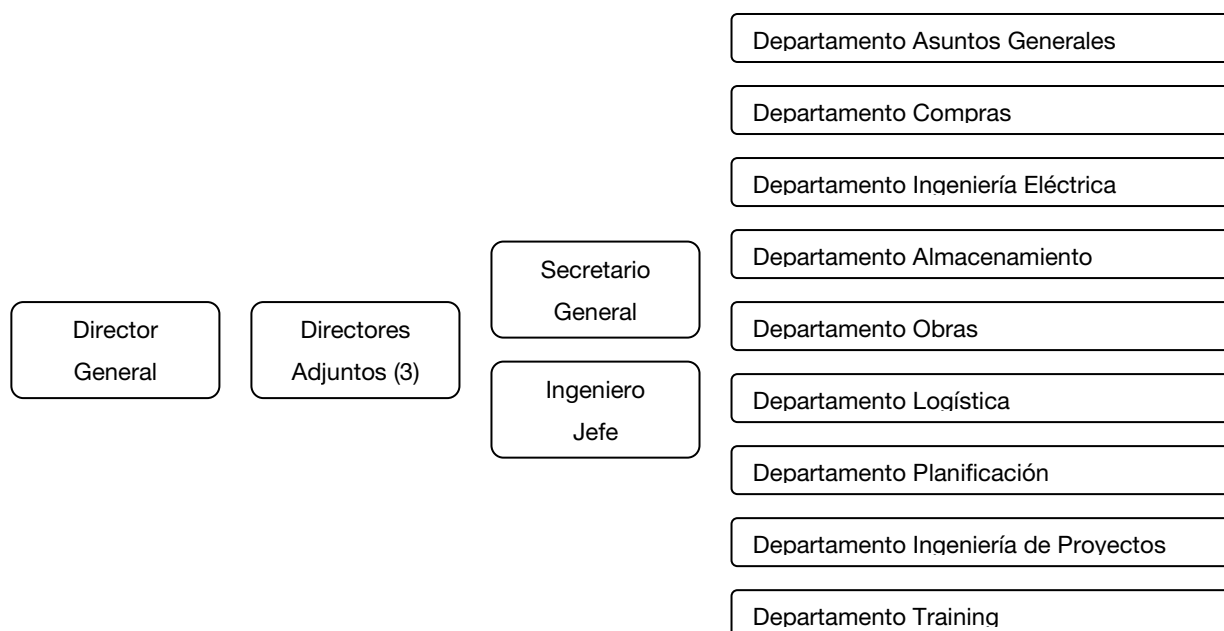 Director
General
Directores
Adjuntos (3)
Secretario
General
Ingeniero
Jefe
Departamento Asuntos Generales
Departamento Compras
Departamento Ingeniería Eléctrica
Departamento Almacenamiento
Departamento Obras
Departamento Logística
Departamento Planificación
Departamento Ingeniería de Proyectos
Departamento Training